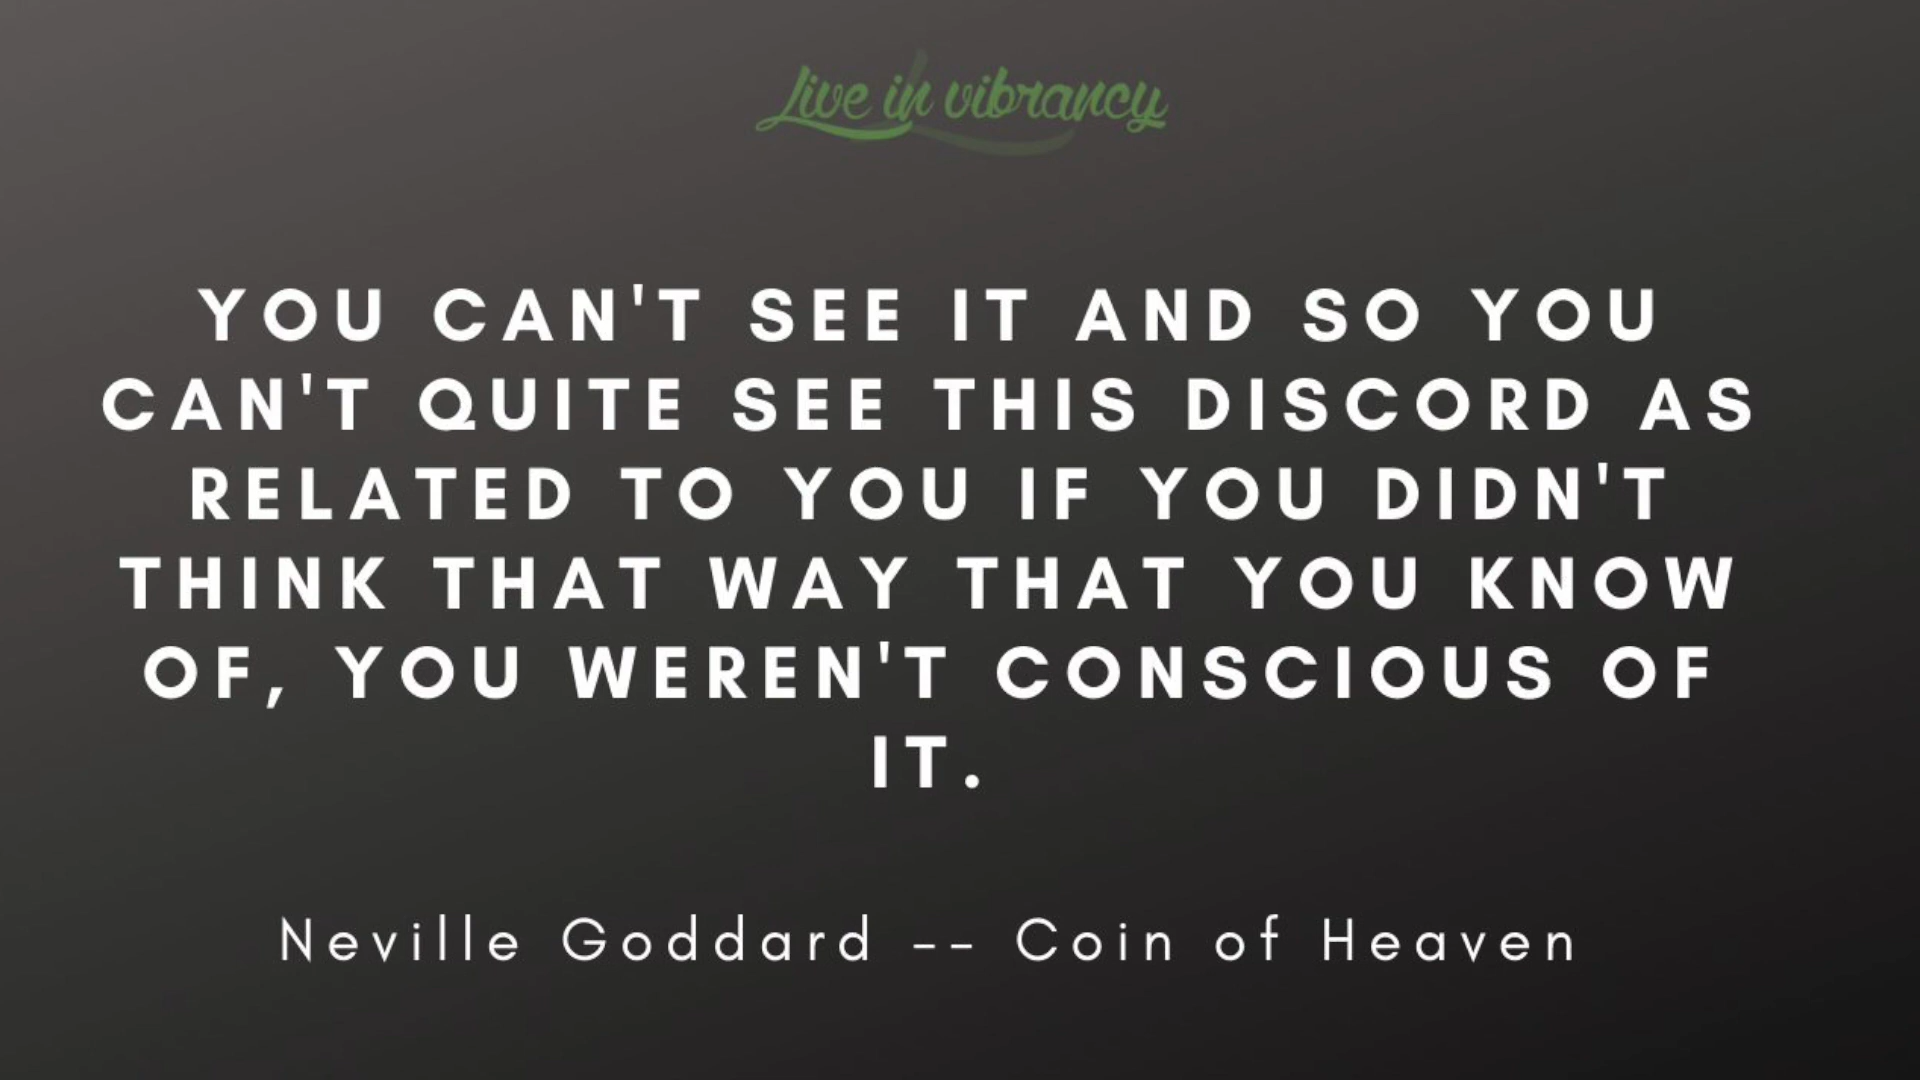 Live in vibrancy
YOU CAN'T SEE IT AND SO YOU
CAN'T QUITE SEE THIS DISCORD AS
RELATED TO YOU IF YOU DIDN'T
THINK THAT WAY THAT YOU KNOW
OF, YOU WEREN'T CONSCIOUS OF
IT.
Neville Goddard -- Coin of Heaven